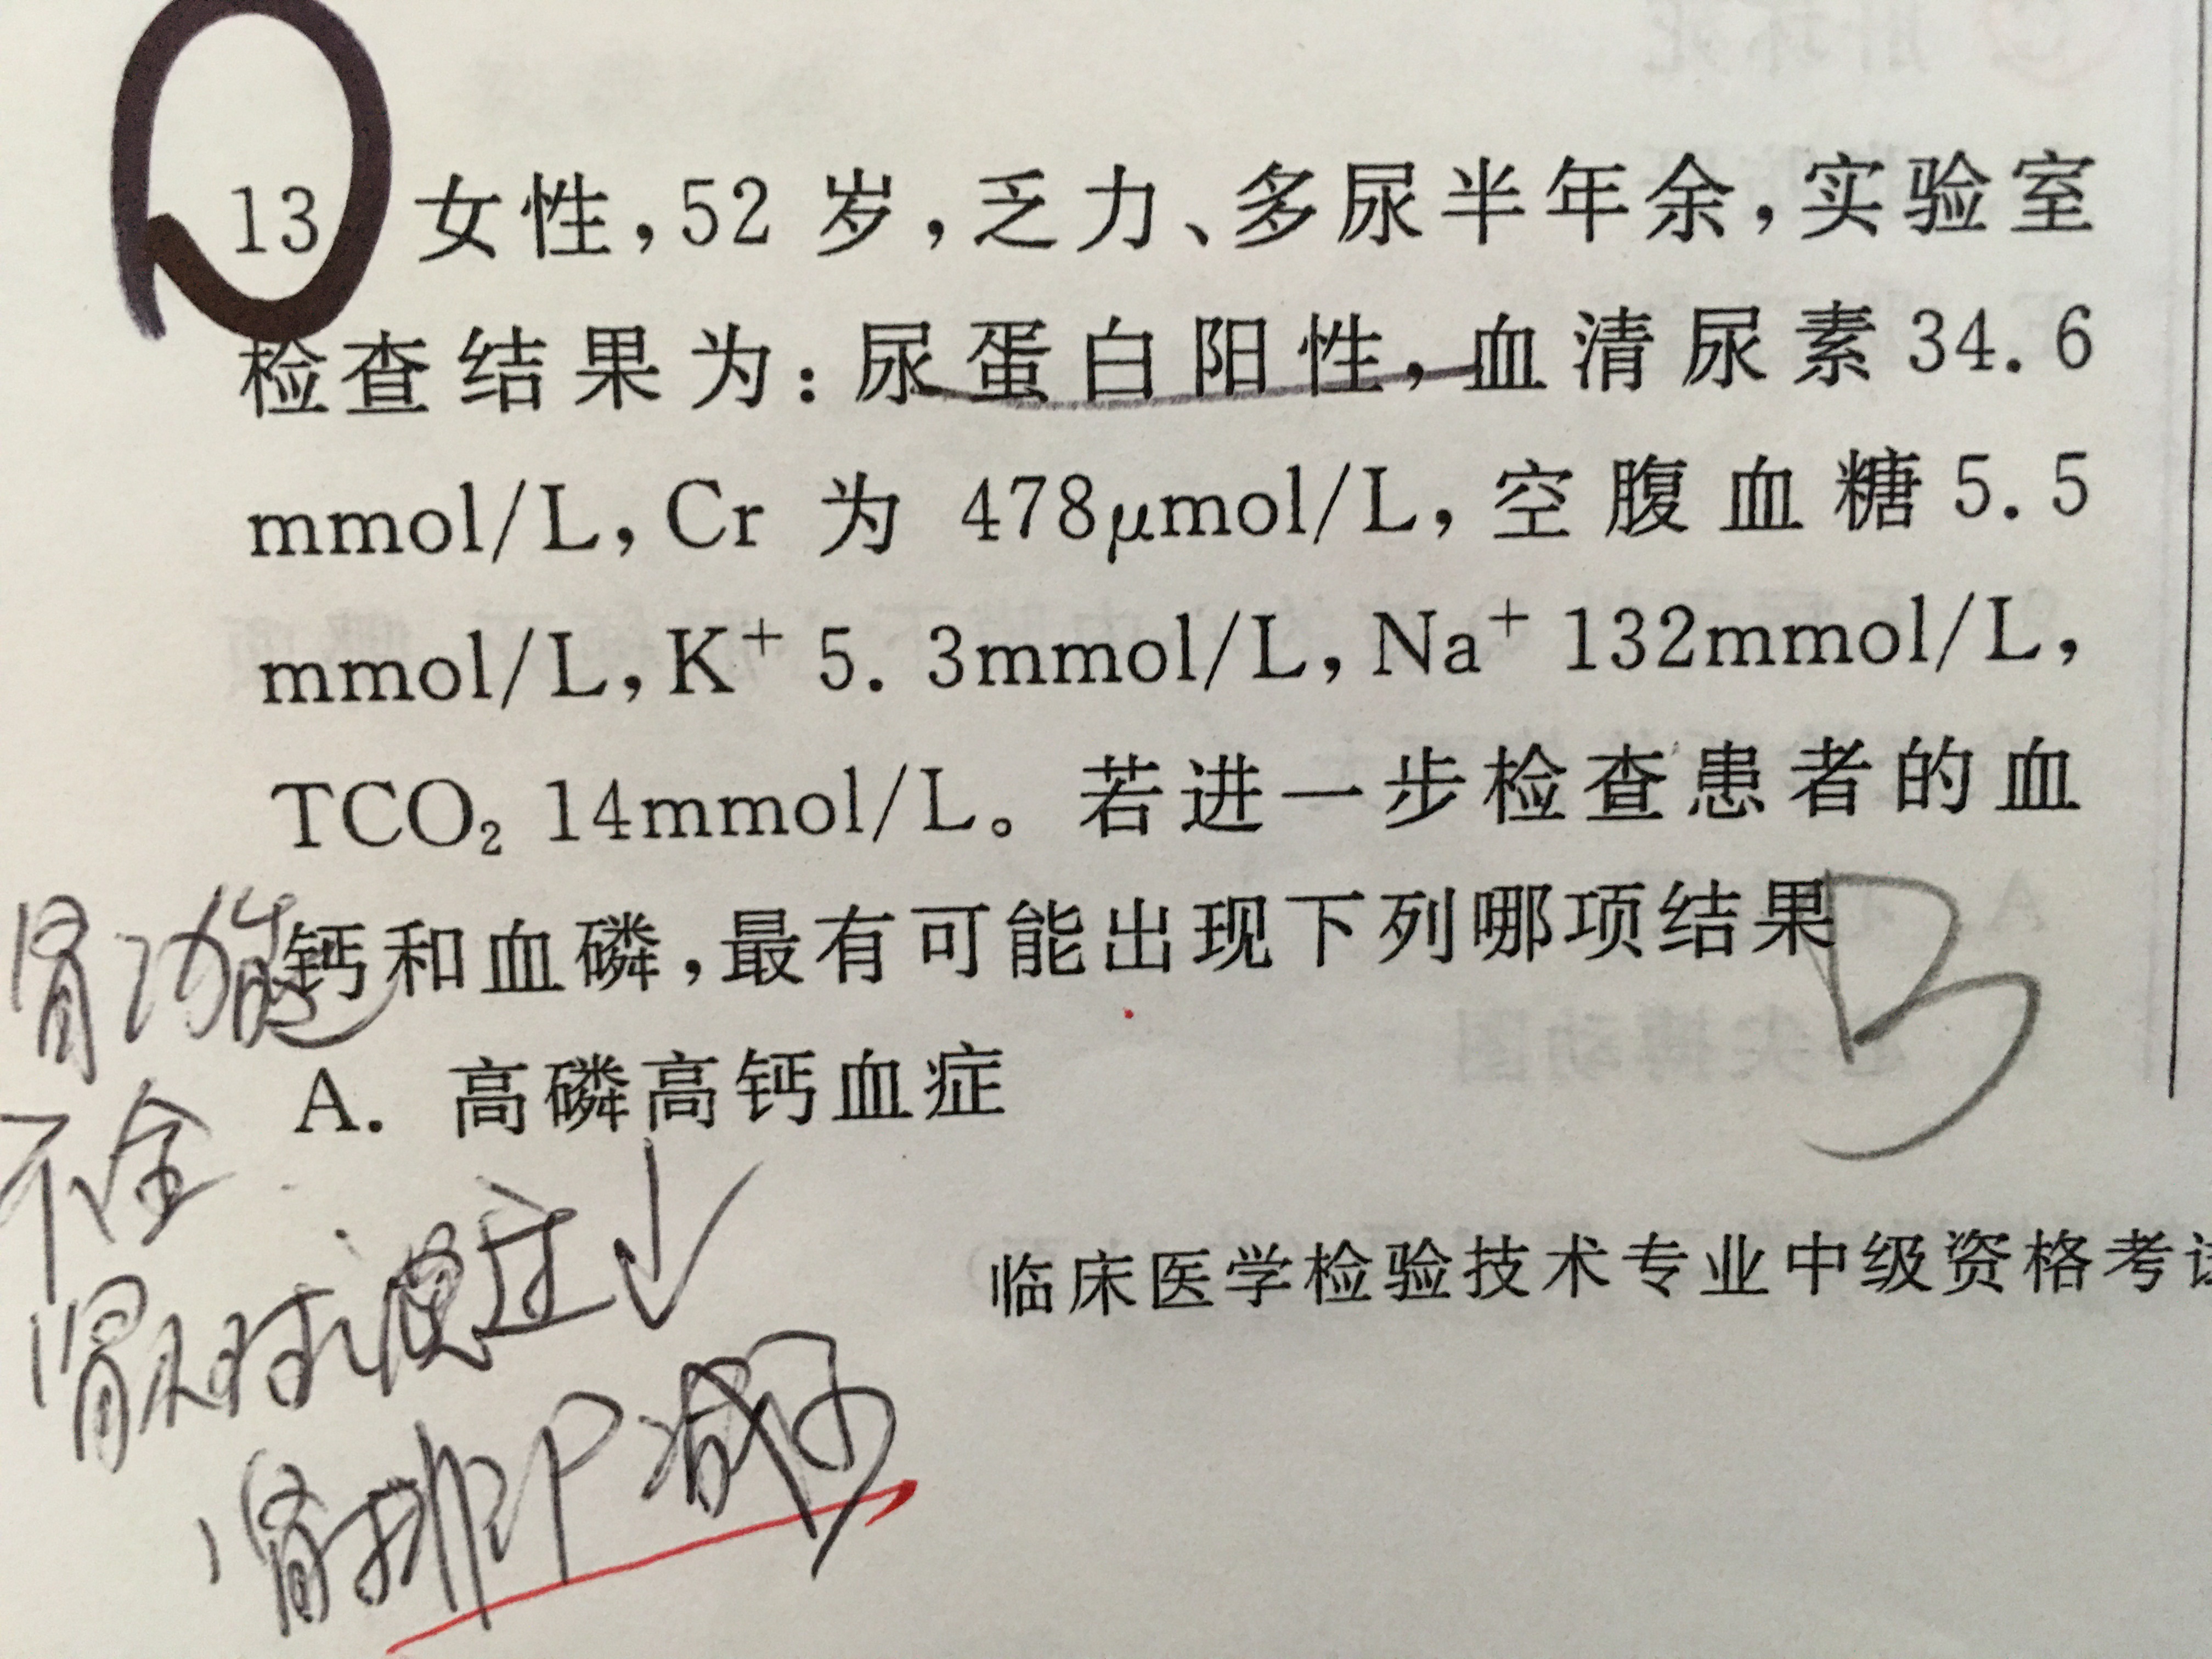 13 女性,52 岁,乏力、多尿半年余,实验室
检查结果为:尿蛋白阳性,血清尿素34.6
mmol/L,Cr 为 478μmol/L,空腹血糖5.5
mmol/L,K⁺ 5.3mmol/L,Na⁺ 132mmol/L,
TCO₂ 14mmol/L。若进一步检查患者的血
钙和血磷,最有可能出现下列哪项结果
B
A. 高磷高钙血症
肾功能
不全
肾小球滤过↓
肾排P减少
临床医学检验技术专业中级资格考